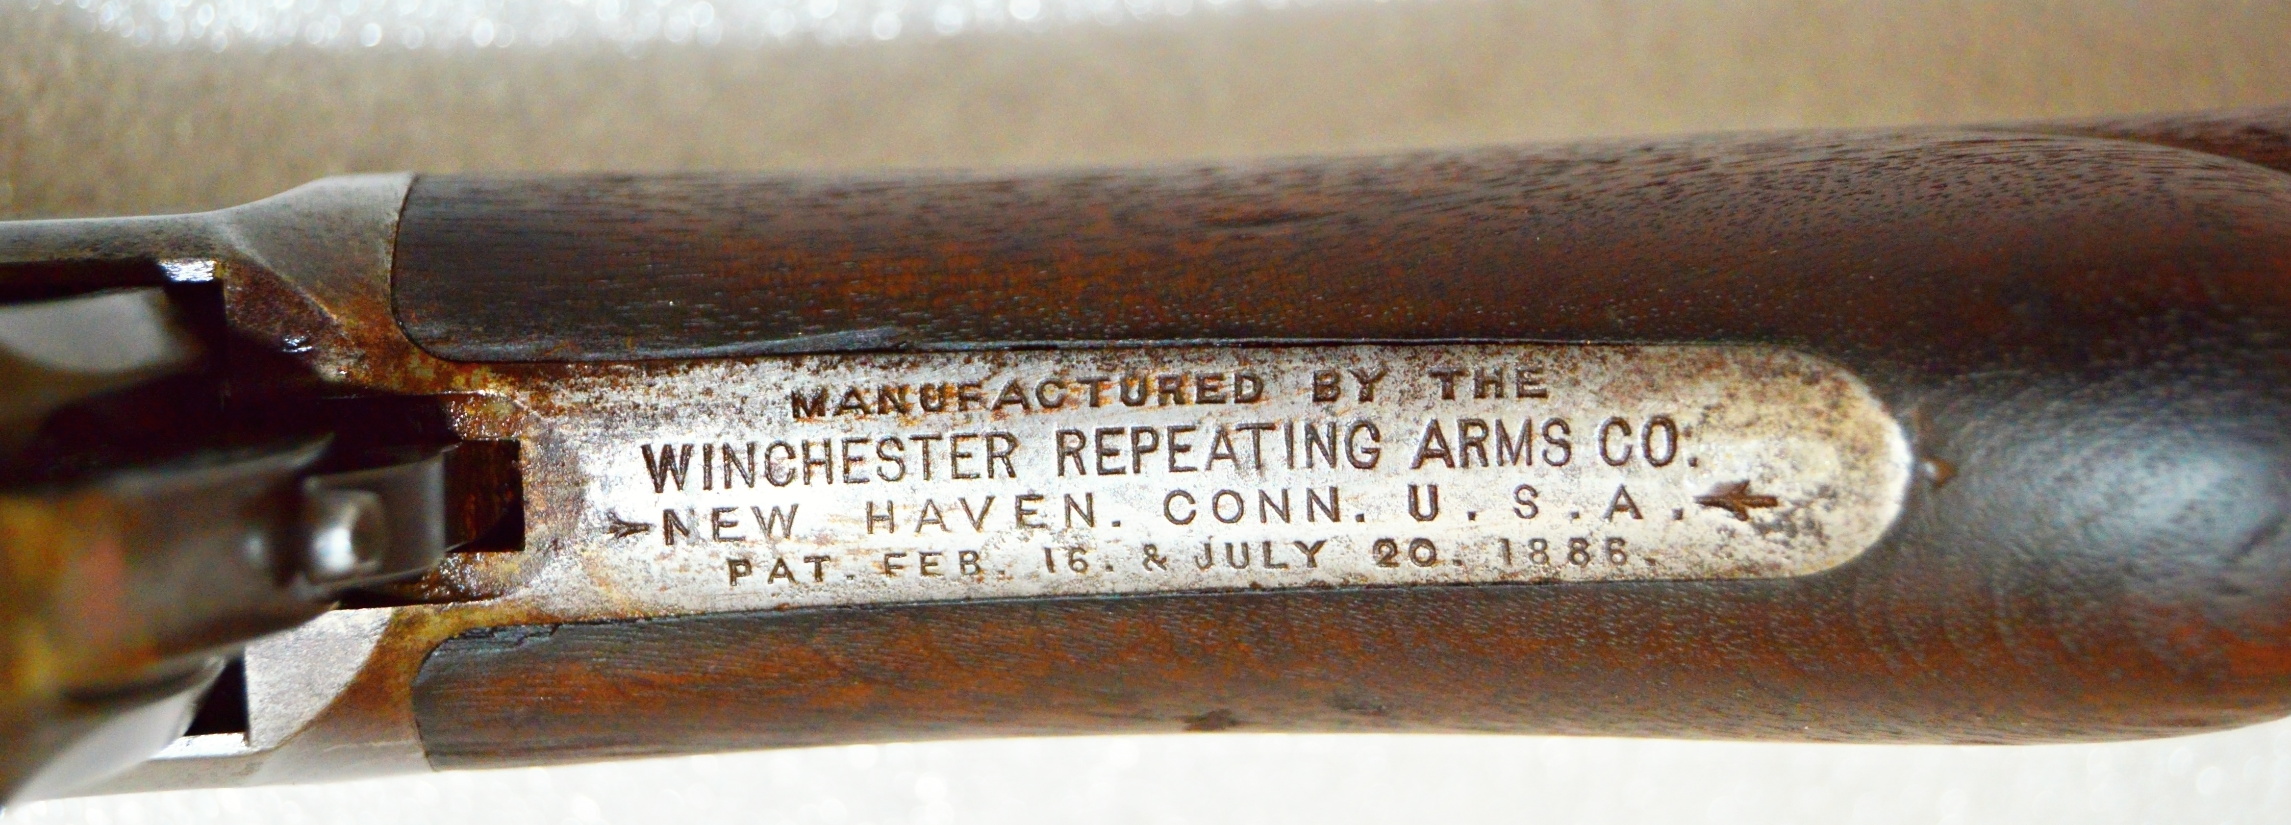 MANUFACTURED BY THE
WINCHESTER REPEATING ARMS CO.
NEW HAVEN. CONN. U. S. A.
PAT. FEB. 16. & JULY 20. 1886.